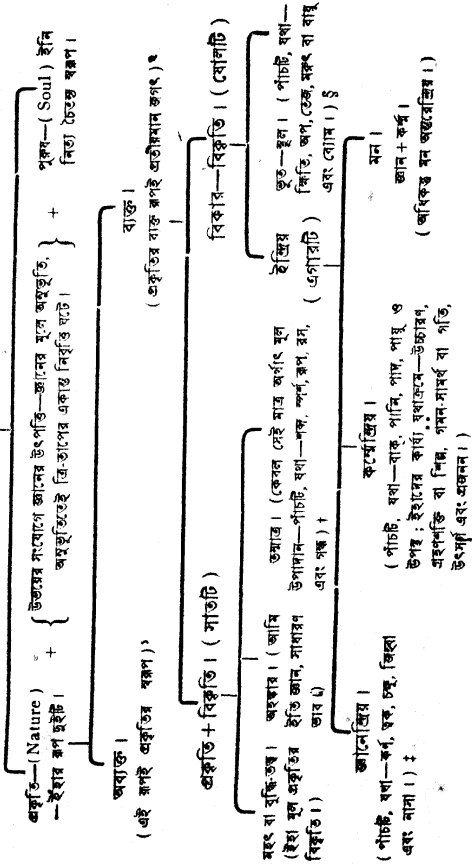 প্রকৃতি—(Nature)
—ইঁহার রূপ দুইটি।
+
উভয়ের সংযোগে জ্ঞানের উৎপত্তি—জ্ঞানের মূলে অনুভূতি,
অনুভূতিতেই ত্রি-তাপের একান্ত নিবৃত্তি ঘটে।
+
পুরুষ—(Soul) ইনি
নিত্য চৈতন্য স্বরূপ।
অব্যক্ত।
(এই রূপই প্রকৃতির স্বরূপ)১
ব্যক্ত।
(প্রকৃতির ব্যক্ত রূপই প্রতীয়মান জগৎ)২
প্রকৃতি+বিকৃতি। (সাতটি)
বিকার—বিকৃতি। (ষোলটি)
মহৎ বা বুদ্ধি-তত্ত্ব।
(ইহা মূল প্রকৃতির
বিকৃতি।)
অহঙ্কার। (আমি
ইতি জ্ঞান, সাধারণ
ভাব।)
তন্মাত্র। (কেবল সেই মাত্র অর্থাৎ মূল
উপাদান—পাঁচটি, যথা—শব্দ, স্পর্শ, রূপ, রস,
এবং গন্ধ)†
ইন্দ্রিয়
(এগারটি)
ভূত—স্থূল। (পাঁচটি, যথা—
ক্ষিতি, অপ, তেজ, মরুৎ বা বায়ু
এবং ব্যোম।)§
জ্ঞানেন্দ্রিয়।
(পাঁচটি, যথা—কর্ণ, ত্বক, চক্ষু, জিহ্বা
এবং নাসা।)‡
কর্ম্মেন্দ্রিয়।
(পাঁচটি, যথা—বাক্, পানি, পাদ, পায়ু ও
উপস্থ; ইহাদের কার্য্য যথাক্রমে—উচ্চারণ,
গ্রহণশক্তি বা শিল্প, গমন-সামর্থ বা গতি,
উৎসর্গ এবং প্রজনন।)
মন।
জ্ঞান+কর্ম্ম।
(অধিকন্তু মন অন্তরেন্দ্রিয়।)